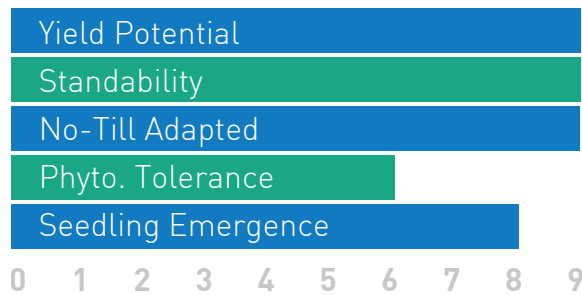 Yield Potential
Standability
No-Till Adapted
Phyto. Tolerance
Seedling Emergence
0 1 2 3 4 5 6 7 8 9